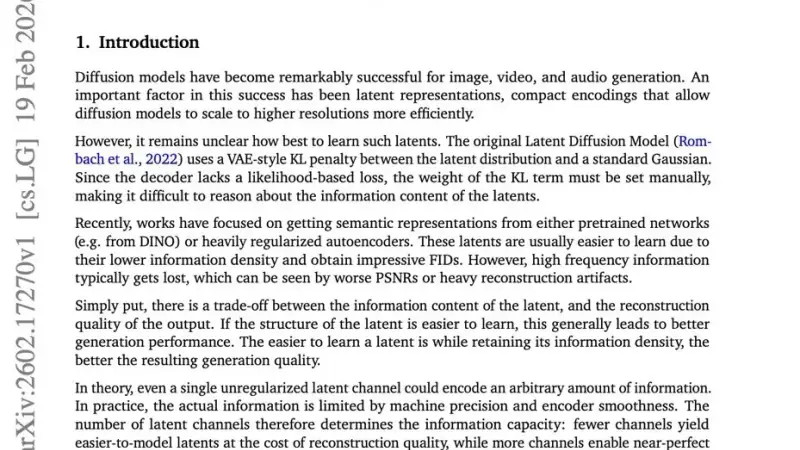 1. Introduction
Diffusion models have become remarkably successful for image, video, and audio generation. An
important factor in this success has been latent representations, compact encodings that allow
diffusion models to scale to higher resolutions more efficiently.
However, it remains unclear how best to learn such latents. The original Latent Diffusion Model (Rom-
bach et al., 2022) uses a VAE-style KL penalty between the latent distribution and a standard Gaussian.
Since the decoder lacks a likelihood-based loss, the weight of the KL term must be set manually,
making it difficult to reason about the information content of the latents.
Recently, works have focused on getting semantic representations from either pretrained networks
(e.g. from DINO) or heavily regularized autoencoders. These latents are usually easier to learn due to
their lower information density and obtain impressive FIDs. However, high frequency information
typically gets lost, which can be seen by worse PSNRs or heavy reconstruction artifacts.
Simply put, there is a trade-off between the information content of the latent, and the reconstruction
quality of the output. If the structure of the latent is easier to learn, this generally leads to better
generation performance. The easier to learn a latent is while retaining its information density, the
better the resulting generation quality.
In theory, even a single unregularized latent channel could encode an arbitrary amount of information.
In practice, the actual information is limited by machine precision and encoder smoothness. The
number of latent channels therefore determines the information capacity: fewer channels yield
easier-to-model latents at the cost of reconstruction quality, while more channels enable near-perfect
arXiv:2602.17270v1 [cs.LG] 19 Feb 2026